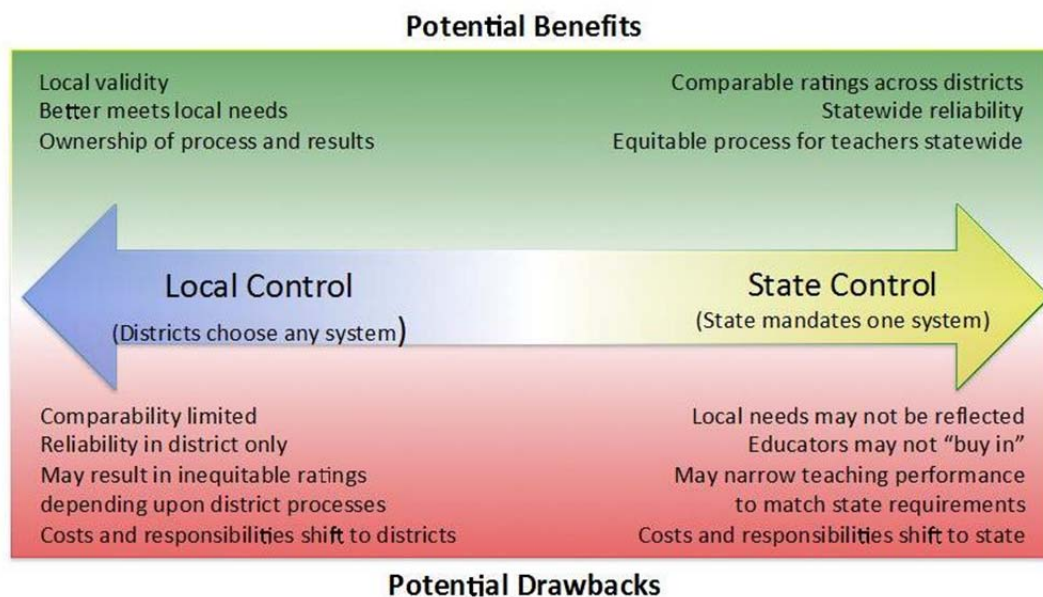 Potential Benefits
Local validity
Better meets local needs
Ownership of process and results
Comparable ratings across districts
Statewide reliability
Equitable process for teachers statewide
Local Control
(Districts choose any system)
State Control
(State mandates one system)
Comparability limited
Reliability in district only
May result in inequitable ratings
depending upon district processes
Costs and responsibilities shift to districts
Local needs may not be reflected
Educators may not “buy in”
May narrow teaching performance
to match state requirements
Costs and responsibilities shift to state
Potential Drawbacks